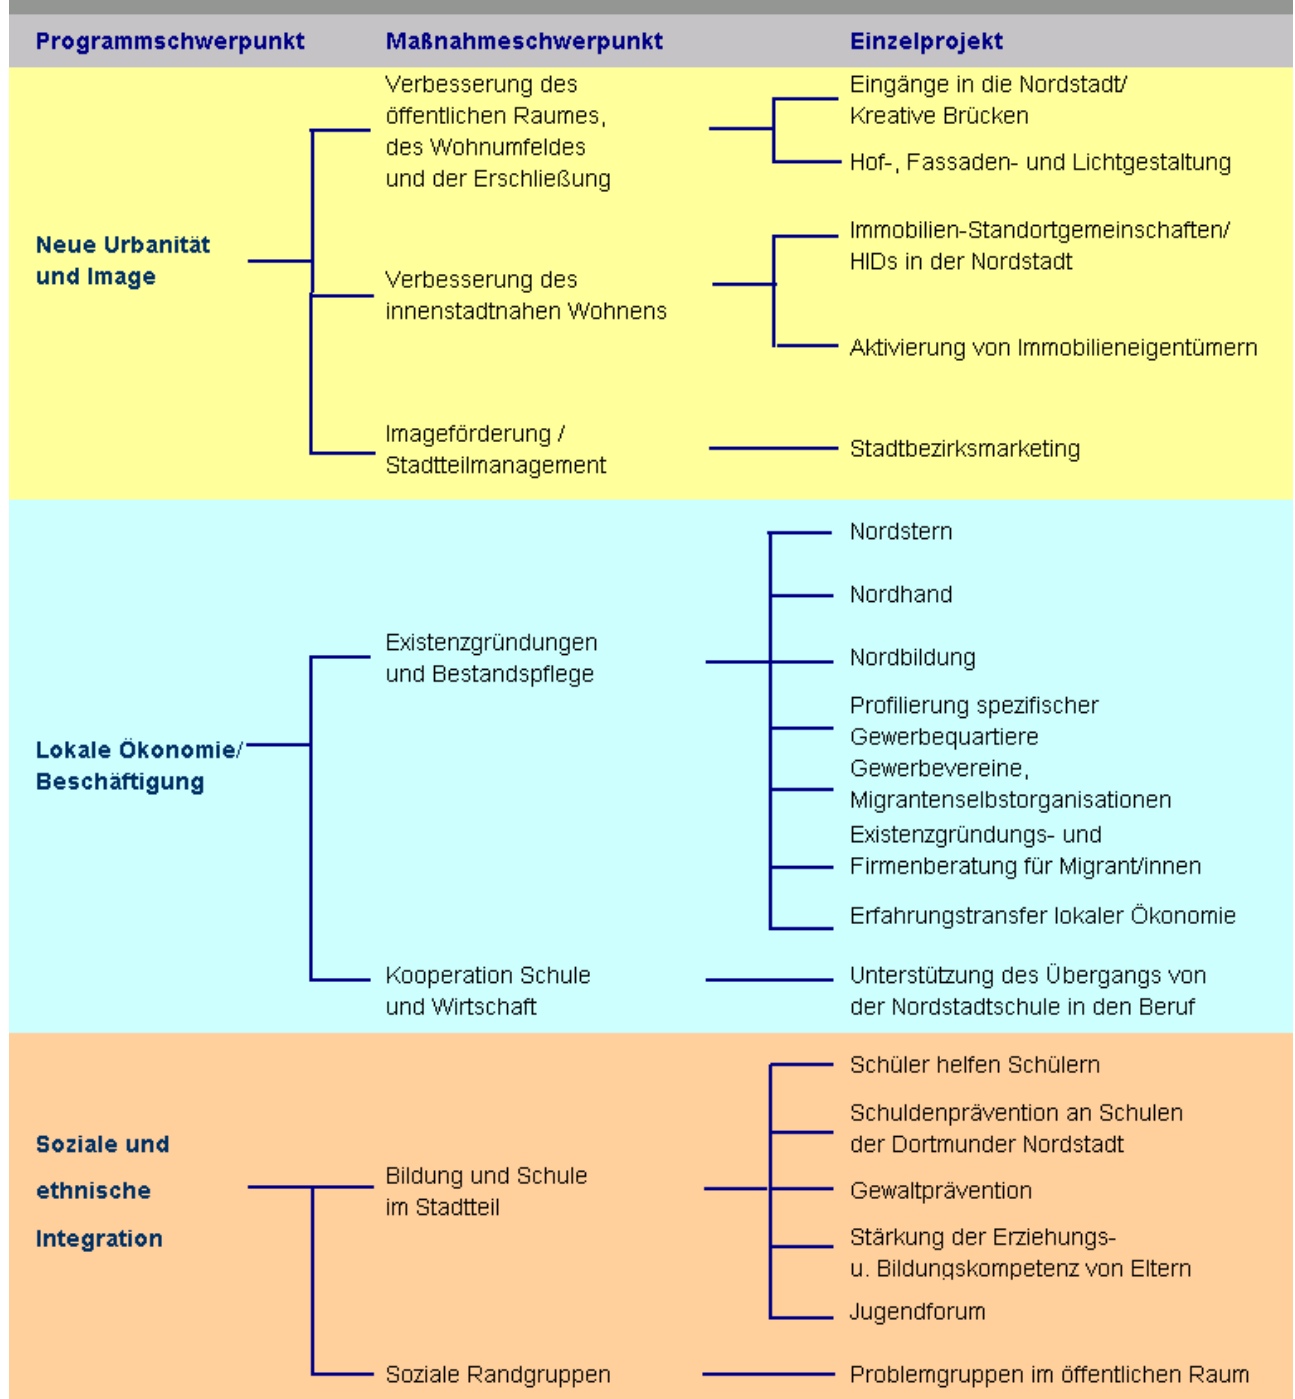 Programmschwerpunkt Maßnahmeschwerpunkt Einzelprojekt
Neue Urbanität
und Image
Verbesserung des
öffentlichen Raumes,
des Wohnumfeldes
und der Erschließung
Eingänge in die Nordstadt/
Kreative Brücken
Hof-, Fassaden- und Lichtgestaltung
Verbesserung des
innenstadtnahen Wohnens
Immobilien-Standortgemeinschaften/
HIDs in der Nordstadt
Aktivierung von Immobilieneigentümern
Imageförderung /
Stadtteilmanagement
Stadtbezirksmarketing
Lokale Ökonomie/
Beschäftigung
Existenzgründungen
und Bestandspflege
Nordstern
Nordhand
Nordbildung
Profilierung spezifischer
Gewerbequartiere
Gewerbevereine,
Migrantenselbstorganisationen
Existenzgründungs- und
Firmenberatung für Migrant/innen
Erfahrungstransfer lokaler Ökonomie
Kooperation Schule
und Wirtschaft
Unterstützung des Übergangs von
der Nordstadtschule in den Beruf
Soziale und
ethnische
Integration
Bildung und Schule
im Stadtteil
Schüler helfen Schülern
Schuldenprävention an Schulen
der Dortmunder Nordstadt
Gewaltprävention
Stärkung der Erziehungs-
u. Bildungskompetenz von Eltern
Jugendforum
Soziale Randgruppen
Problemgruppen im öffentlichen Raum